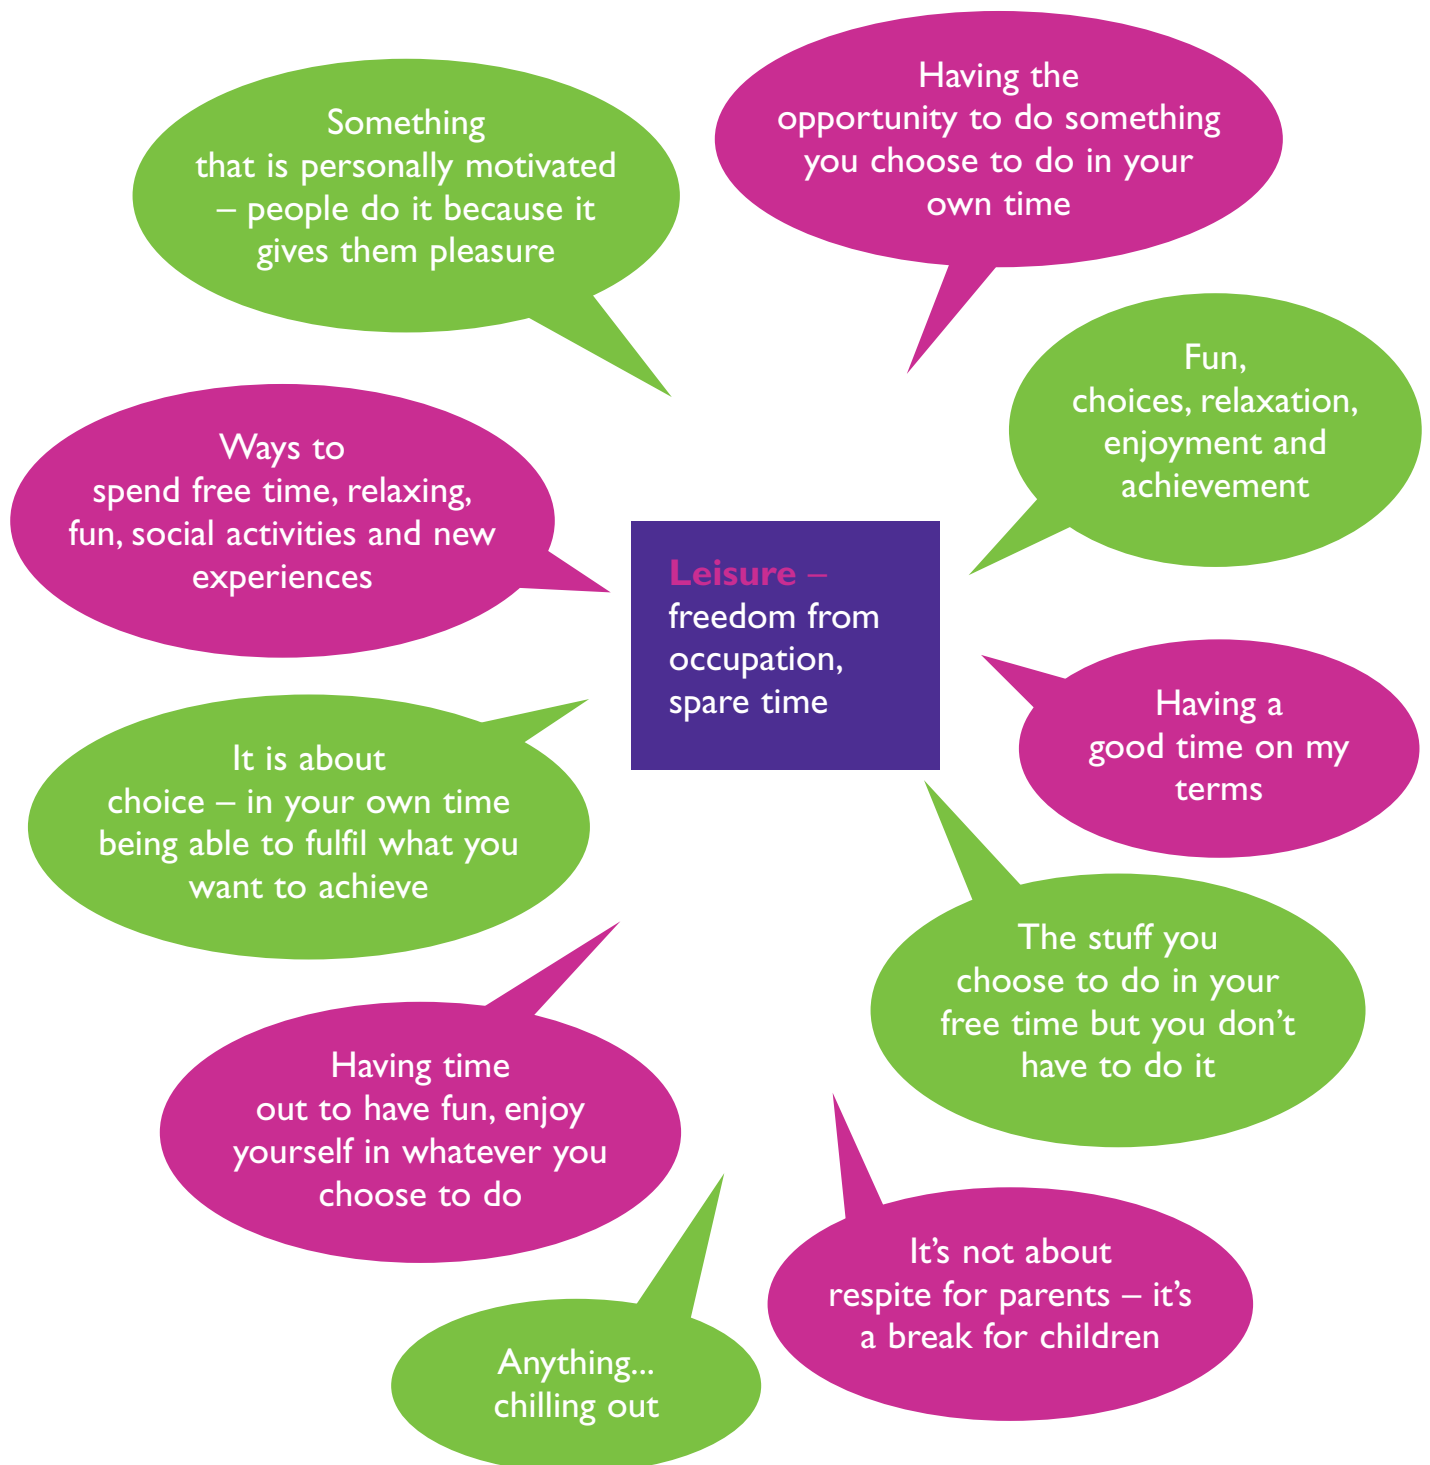 Something
that is personally motivated
– people do it because it
gives them pleasure
Having the
opportunity to do something
you choose to do in your
own time
Fun,
choices, relaxation,
enjoyment and
achievement
Ways to
spend free time, relaxing,
fun, social activities and new
experiences
Leisure –
freedom from
occupation,
spare time
Having a
good time on my
terms
It is about
choice – in your own time
being able to fulfil what you
want to achieve
The stuff you
choose to do in your
free time but you don’t
have to do it
Having time
out to have fun, enjoy
yourself in whatever you
choose to do
It’s not about
respite for parents – it’s
a break for children
Anything...
chilling out